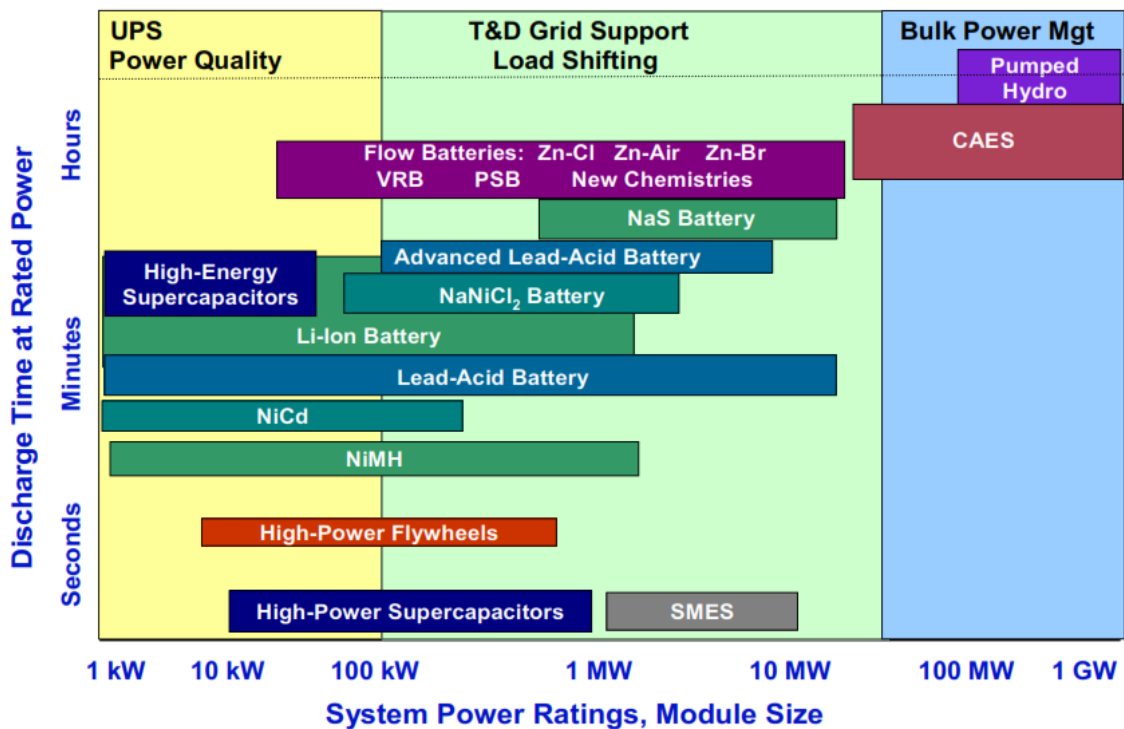 UPS
Power Quality
T&D Grid Support
Load Shifting
Bulk Power Mgt
Pumped
Hydro
CAES
Flow Batteries: Zn-Cl Zn-Air Zn-Br
VRB PSB New Chemistries
NaS Battery
Advanced Lead-Acid Battery
High-Energy
Supercapacitors
NaNiCl₂ Battery
Li-Ion Battery
Lead-Acid Battery
NiCd
NiMH
High-Power Flywheels
High-Power Supercapacitors
SMES
Discharge Time at Rated Power
Hours
Minutes
Seconds
1 kW 10 kW 100 kW 1 MW 10 MW 100 MW 1 GW
System Power Ratings, Module Size